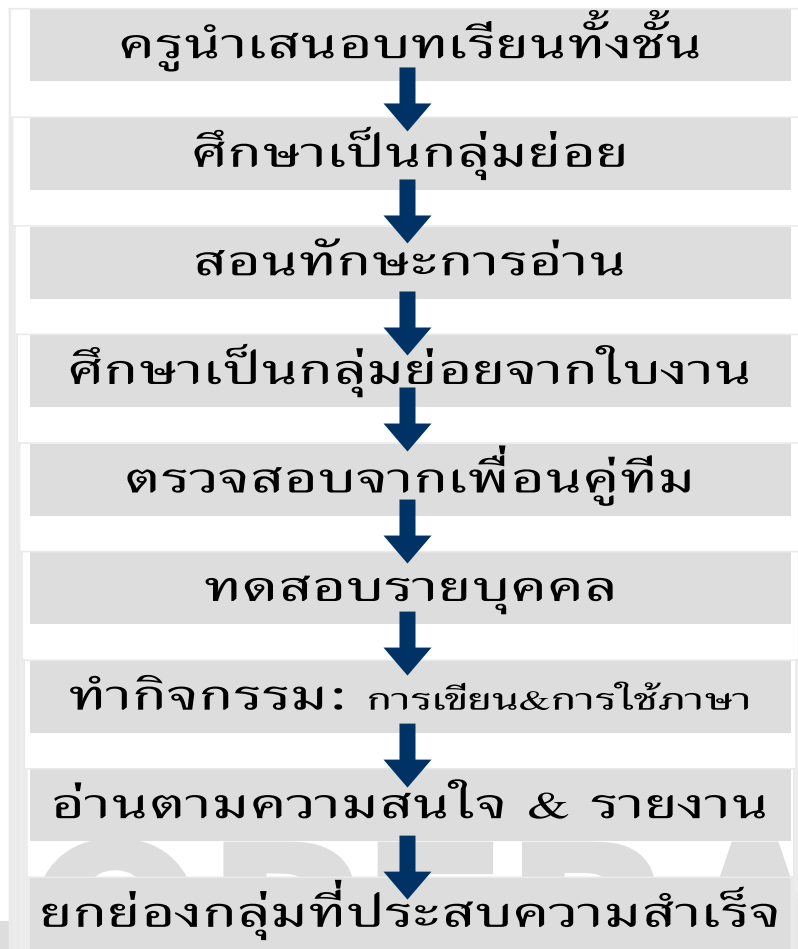 ครูนำเสนอบทเรียนทั้งชั้น
ศึกษาเป็นกลุ่มย่อย
สอนทักษะการอ่าน
ศึกษาเป็นกลุ่มย่อยจากใบงาน
ตรวจสอบจากเพื่อนคู่ทีม
ทดสอบรายบุคคล
ทำกิจกรรม: การเขียน&การใช้ภาษา
อ่านตามความสนใจ & รายงาน
ยกย่องกลุ่มที่ประสบความสำเร็จ